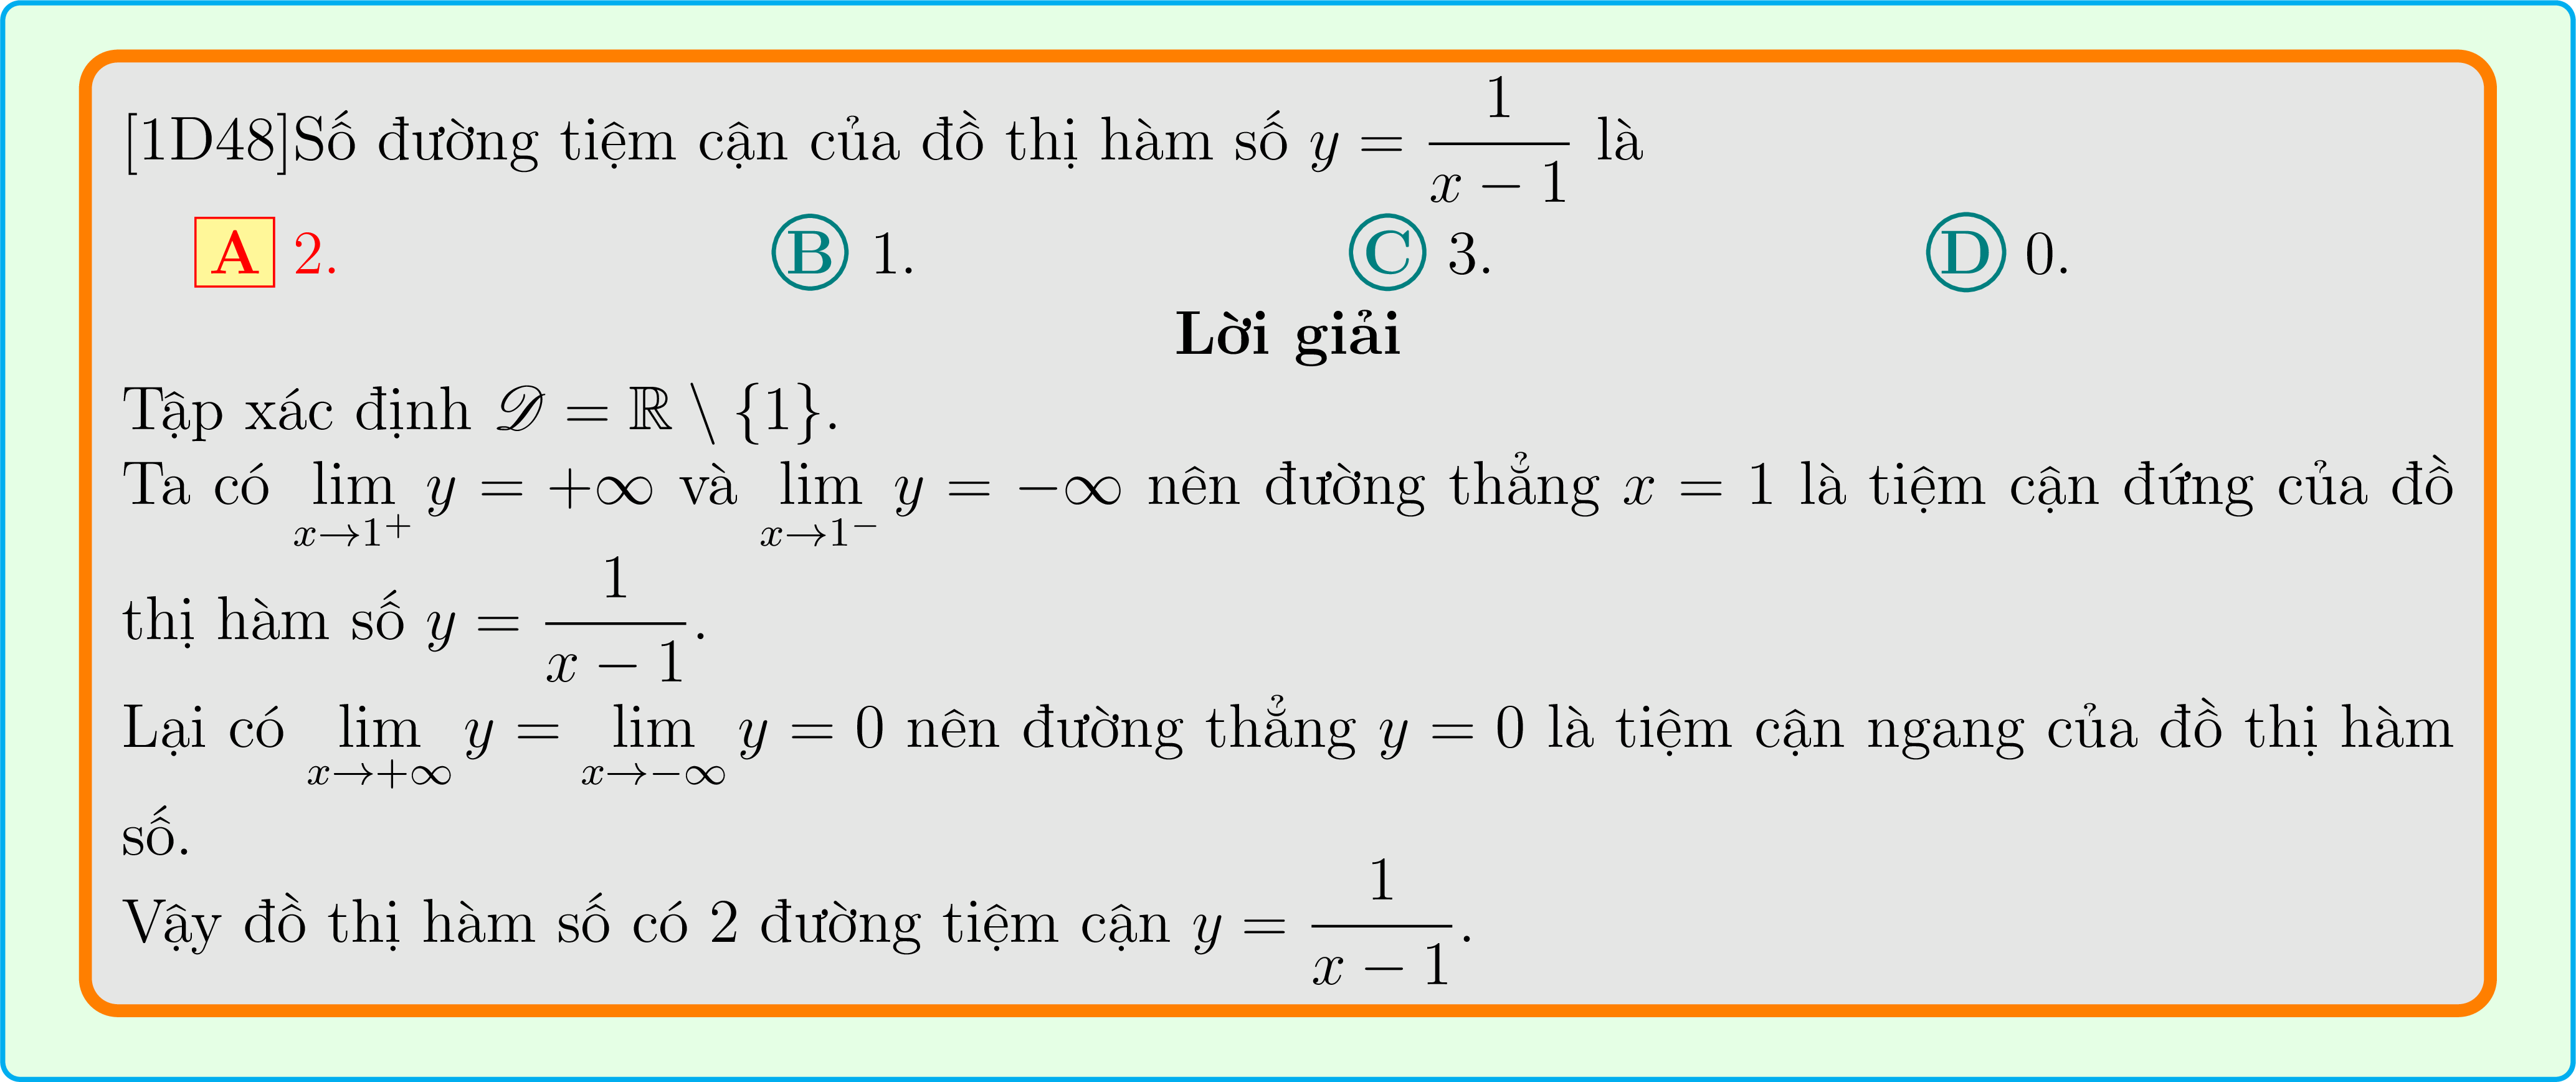 [1D48]Số đường tiệm cận của đồ thị hàm số $y = \dfrac{1}{x-1}$ là
A 2. B 1. C 3. D 0.
Lời giải
Tập xác định $\mathscr{D} = \mathbb{R} \setminus \{1\}$.
Ta có $\lim\limits_{x \to 1^+} y = +\infty$ và $\lim\limits_{x \to 1^-} y = -\infty$ nên đường thẳng $x = 1$ là tiệm cận đứng của đồ
thị hàm số $y = \dfrac{1}{x-1}$.
Lại có $\lim\limits_{x \to +\infty} y = \lim\limits_{x \to -\infty} y = 0$ nên đường thẳng $y = 0$ là tiệm cận ngang của đồ thị hàm
số.
Vậy đồ thị hàm số có 2 đường tiệm cận $y = \dfrac{1}{x-1}$.